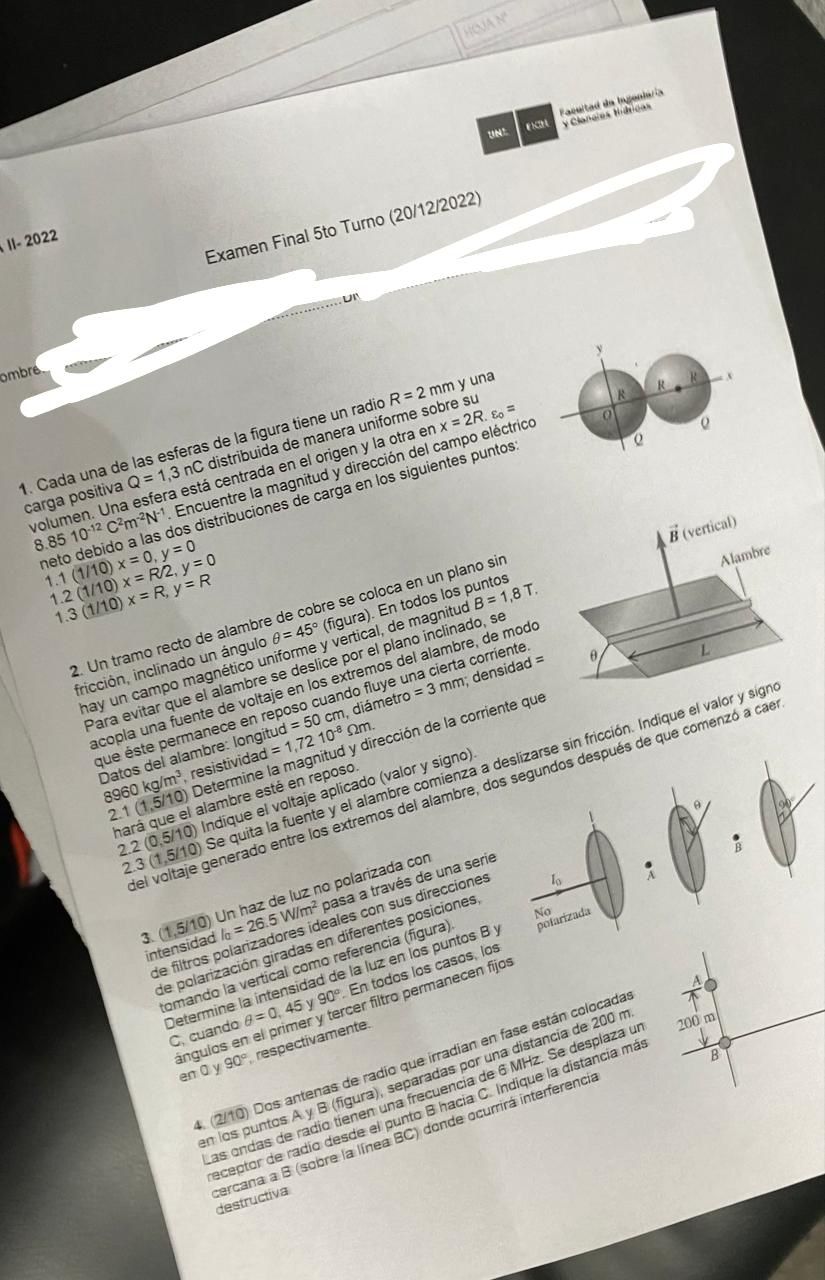 HOJA Nº
UNL FICH Facultad de Ingeniería
y Ciencias Hídricas
II- 2022
Examen Final 5to Turno (20/12/2022)
ombre
1. Cada una de las esferas de la figura tiene un radio R = 2 mm y una
carga positiva Q = 1,3 nC distribuida de manera uniforme sobre su
volumen. Una esfera está centrada en el origen y la otra en x = 2R. ε₀ =
8.85 10⁻¹² C²m⁻²N⁻¹. Encuentre la magnitud y dirección del campo eléctrico
neto debido a las dos distribuciones de carga en los siguientes puntos:
1.1 (1/10) x = 0, y = 0
1.2 (1/10) x = R/2, y = 0
1.3 (1/10) x = R, y = R
y
R R R x
O
Q Q
2. Un tramo recto de alambre de cobre se coloca en un plano sin
fricción, inclinado un ángulo θ = 45° (figura). En todos los puntos
hay un campo magnético uniforme y vertical, de magnitud B = 1,8 T.
Para evitar que el alambre se deslice por el plano inclinado, se
acopla una fuente de voltaje en los extremos del alambre, de modo
que éste permanece en reposo cuando fluye una cierta corriente.
Datos del alambre: longitud = 50 cm, diámetro = 3 mm; densidad =
8960 kg/m³, resistividad = 1,72 10⁻⁸ Ωm.
2.1 (1,5/10) Determine la magnitud y dirección de la corriente que
hará que el alambre esté en reposo.
2.2 (0,5/10) Indique el voltaje aplicado (valor y signo).
2.3 (1,5/10) Se quita la fuente y el alambre comienza a deslizarse sin fricción. Indique el valor y signo
del voltaje generado entre los extremos del alambre, dos segundos después de que comenzó a caer.
B (vertical)
Alambre
θ
L
3. (1,5/10) Un haz de luz no polarizada con
intensidad I₀ = 26.5 W/m² pasa a través de una serie
de filtros polarizadores ideales con sus direcciones
de polarización giradas en diferentes posiciones,
tomando la vertical como referencia (figura).
Determine la intensidad de la luz en los puntos B y
C, cuando θ = 0, 45 y 90°. En todos los casos, los
ángulos en el primer y tercer filtro permanecen fijos
en 0 y 90°, respectivamente.
I₀
No
polarizada
A
θ
B
90°
4. (2/10) Dos antenas de radio que irradian en fase están colocadas
en los puntos A y B (figura), separadas por una distancia de 200 m.
Las ondas de radio tienen una frecuencia de 6 MHz. Se desplaza un
receptor de radio desde el punto B hacia C. Indique la distancia más
cercana a B (sobre la línea BC) donde ocurrirá interferencia
destructiva.
A
200 m
B